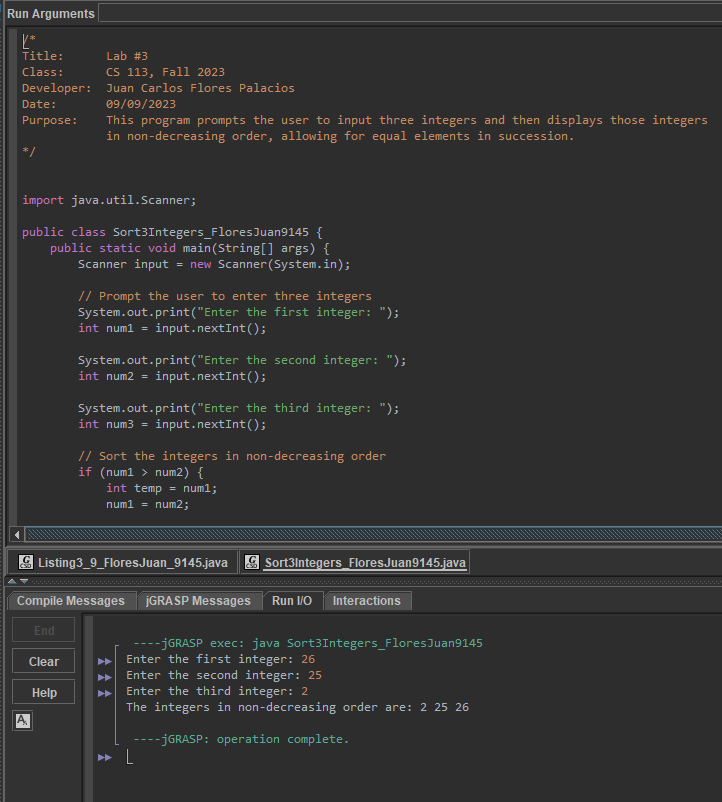 Run Arguments
/*
Title:      Lab #3
Class:      CS 113, Fall 2023
Developer:  Juan Carlos Flores Palacios
Date:       09/09/2023
Purpose:    This program prompts the user to input three integers and then displays those integers
            in non-decreasing order, allowing for equal elements in succession.
*/
import java.util.Scanner;
public class Sort3Integers_FloresJuan9145 {
    public static void main(String[] args) {
        Scanner input = new Scanner(System.in);
        // Prompt the user to enter three integers
        System.out.print("Enter the first integer: ");
        int num1 = input.nextInt();
        System.out.print("Enter the second integer: ");
        int num2 = input.nextInt();
        System.out.print("Enter the third integer: ");
        int num3 = input.nextInt();
        // Sort the integers in non-decreasing order
        if (num1 > num2) {
            int temp = num1;
            num1 = num2;
Listing3_9_FloresJuan_9145.java
Sort3Integers_FloresJuan9145.java
Compile Messages
jGRASP Messages
Run I/O
Interactions
End
Clear
Help
 ----jGRASP exec: java Sort3Integers_FloresJuan9145
Enter the first integer: 26
Enter the second integer: 25
Enter the third integer: 2
The integers in non-decreasing order are: 2 25 26
 ----jGRASP: operation complete.